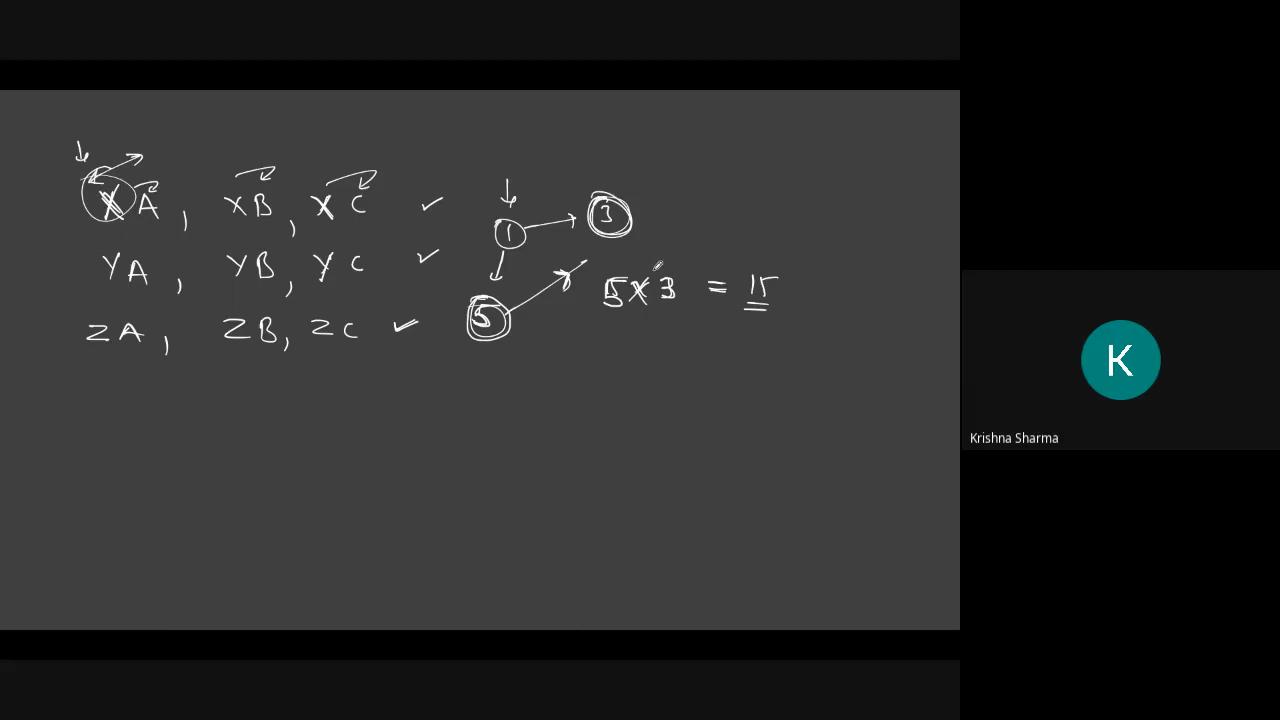 XA, XB, XC ✓
YA, YB, YC ✓
ZA, ZB, ZC ✓
1 → 3
5
5 X 3 = 15
K
Krishna Sharma